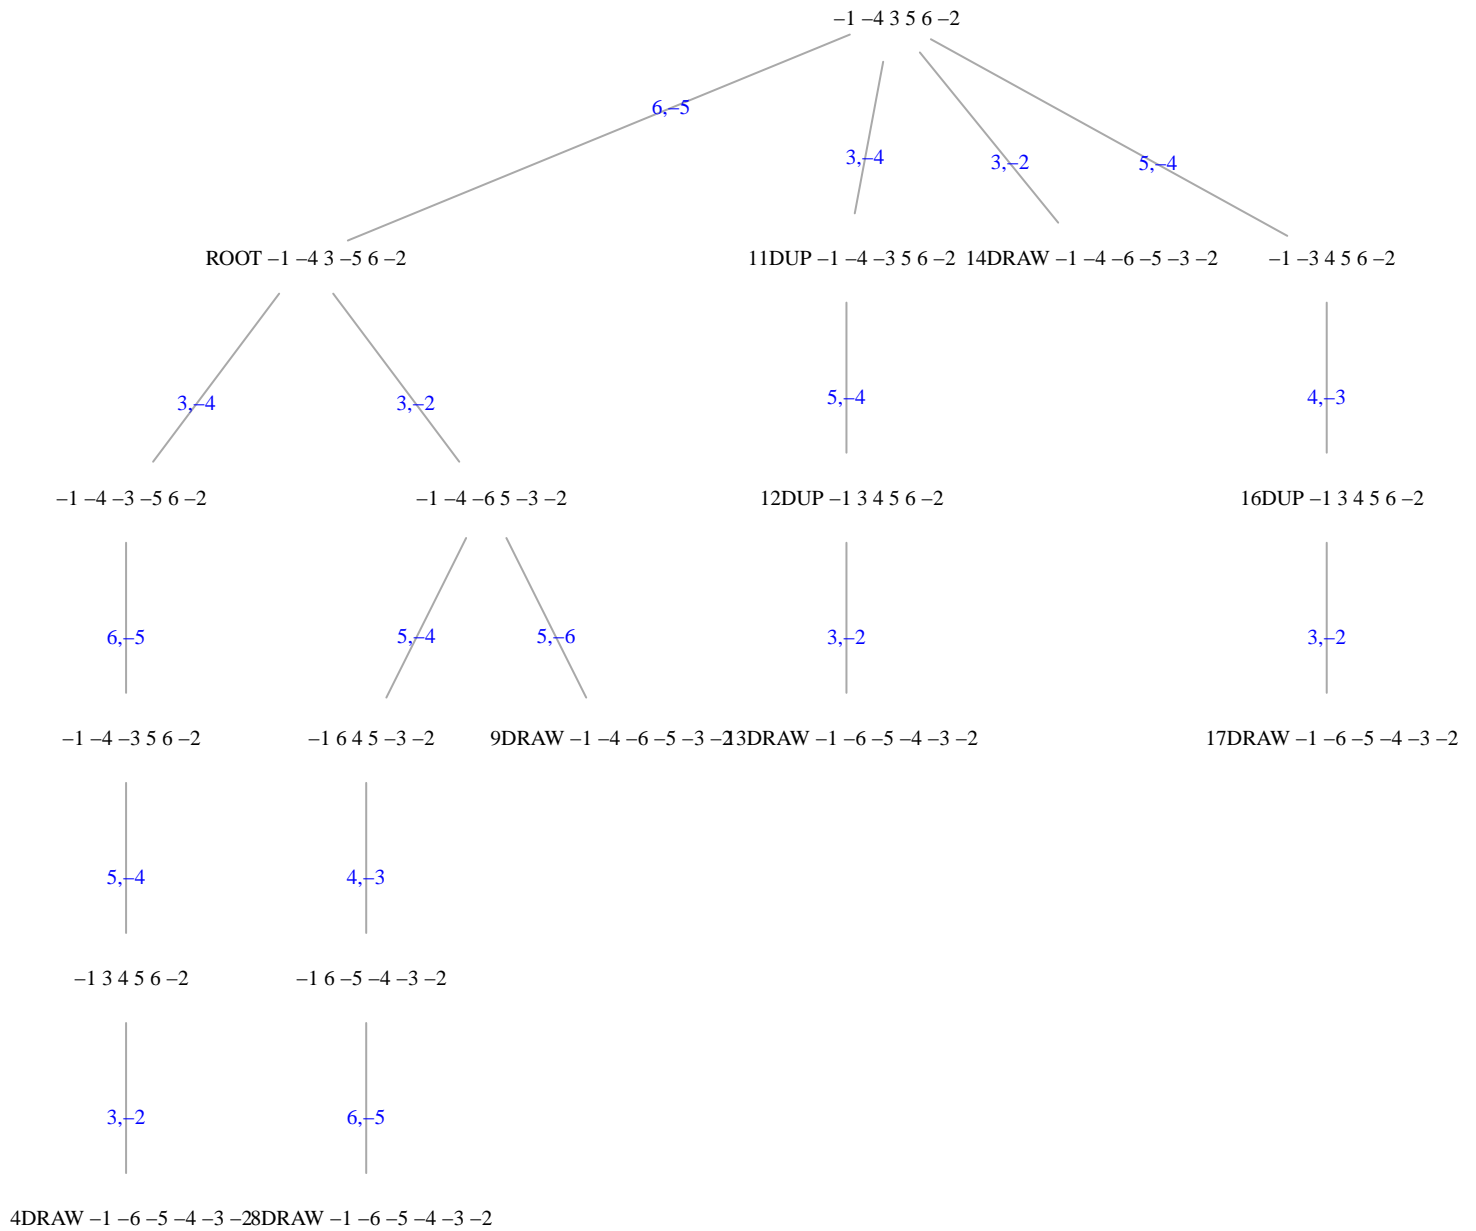 –1 –4 3 5 6 –2
6,–5
3,–4
3,–2
5,–4
ROOT –1 –4 3 –5 6 –2
11DUP –1 –4 –3 5 6 –2
14DRAW –1 –4 –6 –5 –3 –2
–1 –3 4 5 6 –2
3,–4
3,–2
5,–4
4,–3
–1 –4 –3 –5 6 –2
–1 –4 –6 5 –3 –2
12DUP –1 3 4 5 6 –2
16DUP –1 3 4 5 6 –2
6,–5
5,–4
5,–6
3,–2
3,–2
–1 –4 –3 5 6 –2
–1 6 4 5 –3 –2
9DRAW –1 –4 –6 –5 –3 –2
13DRAW –1 –6 –5 –4 –3 –2
17DRAW –1 –6 –5 –4 –3 –2
5,–4
4,–3
–1 3 4 5 6 –2
–1 6 –5 –4 –3 –2
3,–2
6,–5
4DRAW –1 –6 –5 –4 –3 –2
8DRAW –1 –6 –5 –4 –3 –2